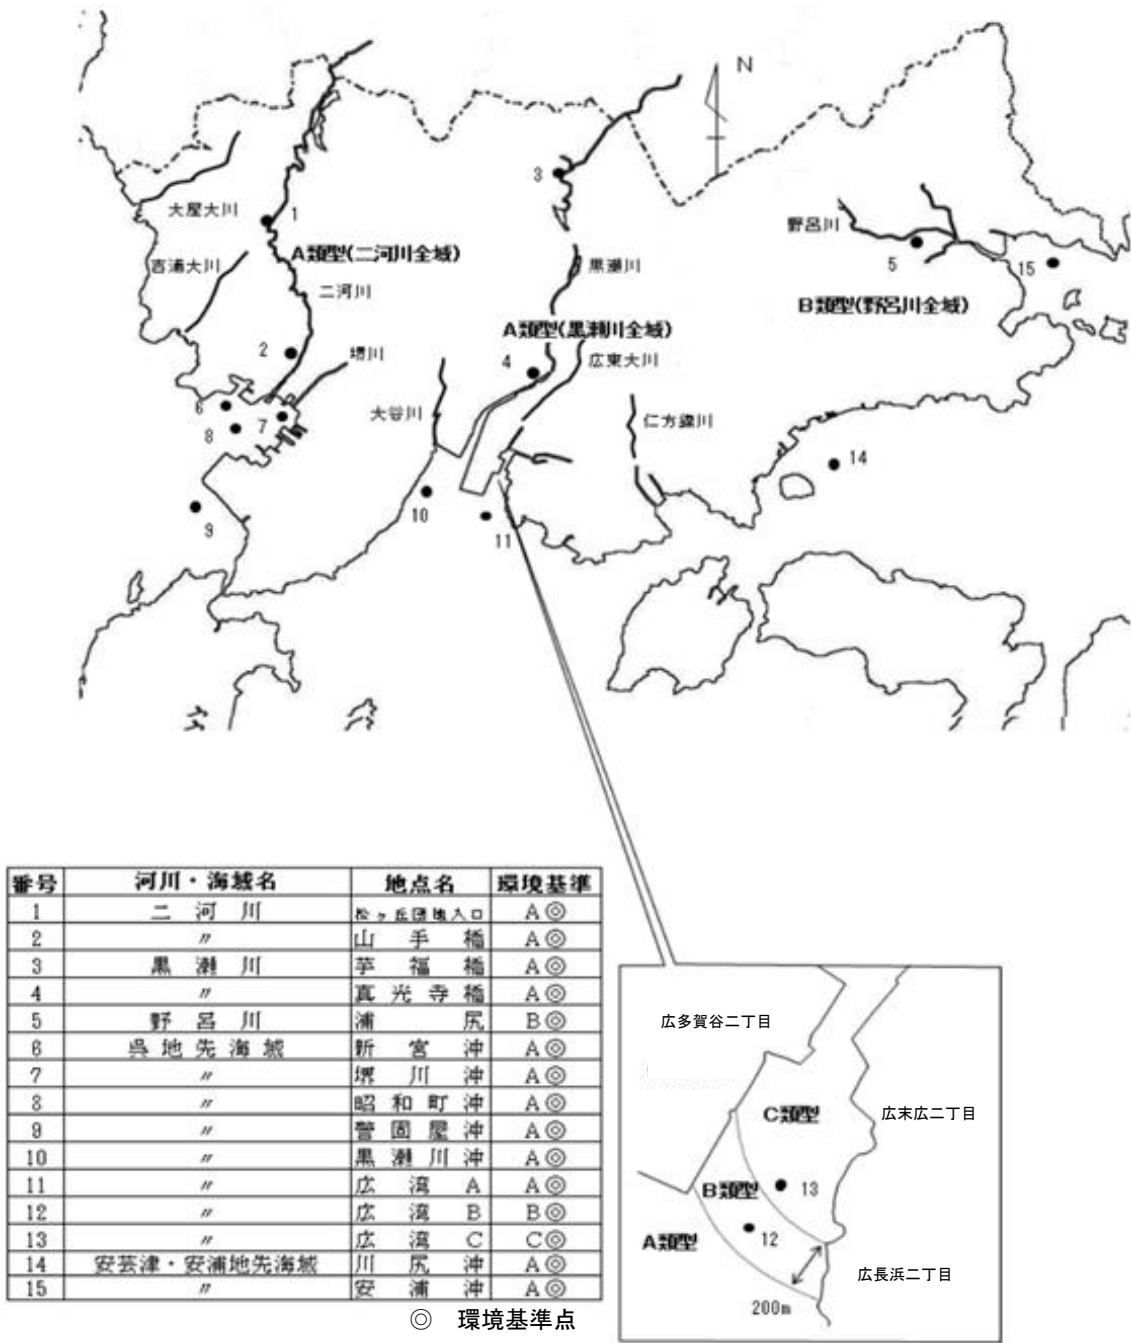 N
3
大屋大川
1
野呂川
A類型(二河川全域)
吉浦大川
黒瀬川
5
15
二河川
B類型(野呂川全域)
A類型(黒瀬川全域)
2
堺川
4
広東大川
6
7
大谷川
仁方錦川
8
14
10
9
11
番号 河川・海域名 地点名 環境基準
1 二河川 松ヶ丘団地入口 A◎
2 〃 山手橋 A◎
3 黒瀬川 芋福橋 A◎
4 〃 真光寺橋 A◎
5 野呂川 浦尻 B◎
6 呉地先海域 新宮沖 A◎
7 〃 堺川沖 A◎
8 〃 昭和町沖 A◎
9 〃 警固屋沖 A◎
10 〃 黒瀬川沖 A◎
11 〃 広湾A A◎
12 〃 広湾B B◎
13 〃 広湾C C◎
14 安芸津・安浦地先海域 川尻沖 A◎
15 〃 安浦沖 A◎
◎ 環境基準点
広多賀谷二丁目
C類型
広末広二丁目
B類型
13
A類型
12
広長浜二丁目
200m